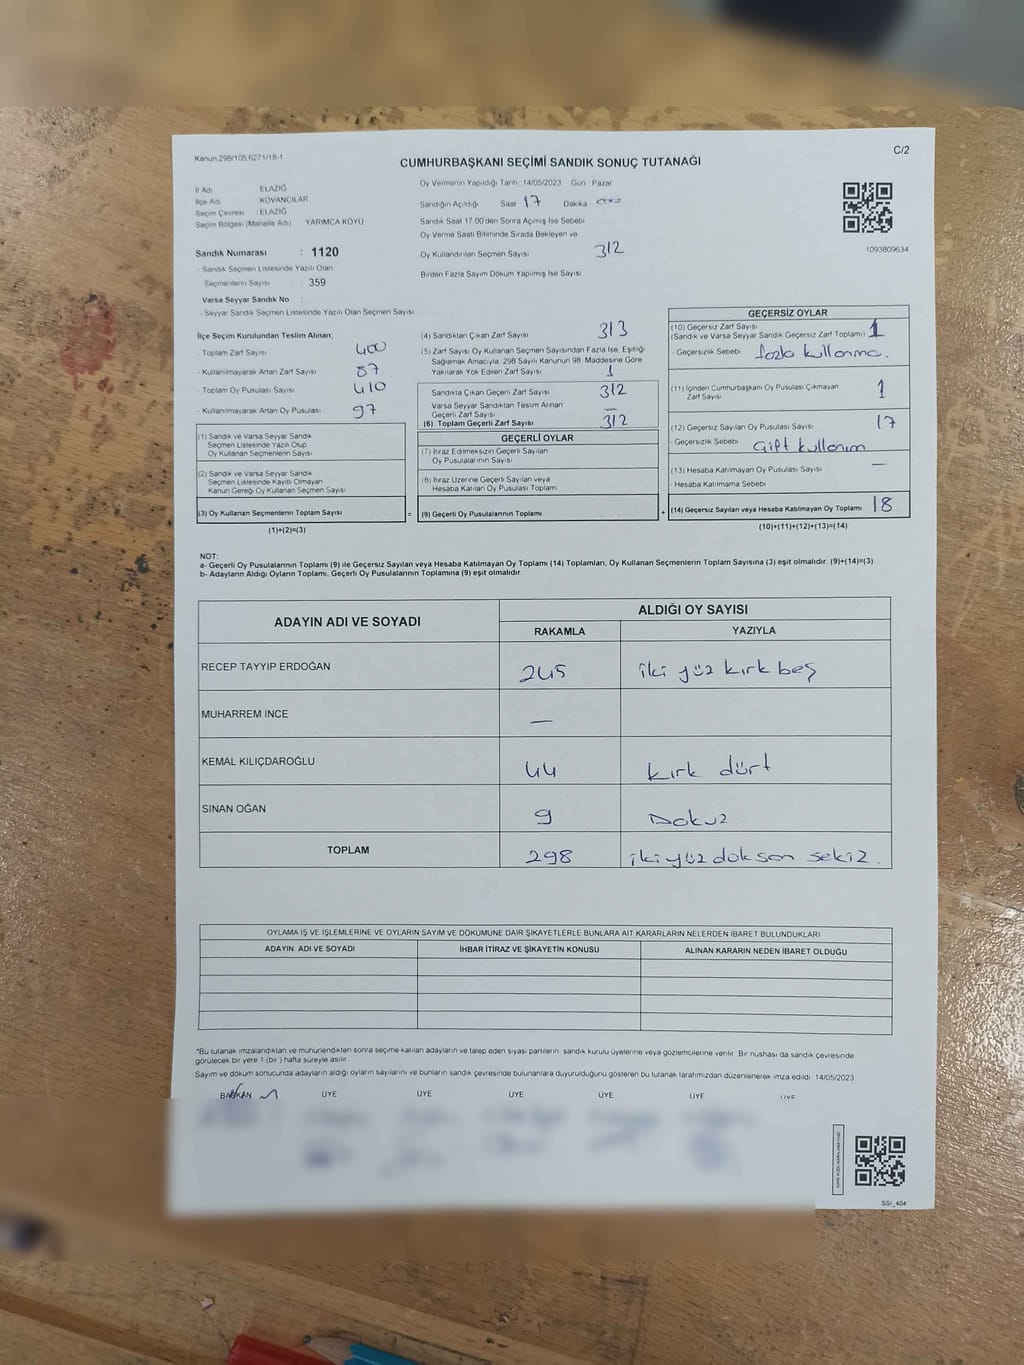 Kanun 298/105,6271/18-1
C/2
CUMHURBAŞKANI SEÇİMİ SANDIK SONUÇ TUTANAĞI
İl Adı ELAZIĞ
İlçe Adı KOVANCILAR
Seçim Çevresi : ELAZIĞ
Seçim Bölgesi (Mahalle Adı) YARIMCA KÖYÜ
Sandık Numarası : 1120
- Sandık Seçmen Listesinde Yazılı Olan
Seçmenlerin Sayısı : 359
Varsa Seyyar Sandık No :
- Seyyar Sandık Seçmen Listesinde Yazılı Olan Seçmen Sayısı
Oy Vermenin Yapıldığı Tarih 14/05/2023 Gün Pazar
Sandığın Açıldığı Saat 17 Dakika
Sandık Saat 17.00'den Sonra Açımış İse Sebebi
Oy Verme Saati Bitiminde Sırada Bekleyen ve
Oy Kullandırılan Seçmen Sayısı 312
Birden Fazla Sayım Döküm Yapılmış İse Sayısı
1093809634
İlçe Seçim Kurulundan Teslim Alınan;
- Toplam Zarf Sayısı 400
- Kullanılmayarak Artan Zarf Sayısı 87
- Toplam Oy Pusulası Sayısı 410
- Kullanılmayarak Artan Oy Pusulası 97
(1) Sandık ve Varsa Seyyar Sandık
Seçmen Listesinde Yazılı Olup
Oy Kullanan Seçmenlerin Sayısı
(2) Sandık ve Varsa Seyyar Sandık
Seçmen Listesinde Kayıtlı Olmayan
Kanun Gereği Oy Kullanan Seçmen Sayısı
(3) Oy Kullanan Seçmenlerin Toplam Sayısı =
(1)+(2)=(3)
(4) Sandıktan Çıkan Zarf Sayısı 313
(5) Zarf Sayısı Oy Kullanan Seçmen Sayısından Fazla İse, Eşitliği
Sağlamak Amacıyla, 298 Sayılı Kanunun 98. Maddesine Göre
Yakılarak Yok Edilen Zarf Sayısı 1
Sandıkta Çıkan Geçerli Zarf Sayısı 312
Varsa Seyyar Sandıktan Teslim Alınan
Geçerli Zarf Sayısı —
(6) Toplam Geçerli Zarf Sayısı 312
GEÇERLİ OYLAR
(7) İtiraz Edilmeksizin Geçerli Sayılan
Oy Pusulalarının Sayısı
(8) İtiraz Üzerine Geçerli Sayılan veya
Hesaba Katılan Oy Pusulası Toplamı
(9) Geçerli Oy Pusulalarının Toplamı +
GEÇERSİZ OYLAR
(10) Geçersiz Zarf Sayısı
(Sandık ve Varsa Seyyar Sandık Geçersiz Zarf Toplamı) 1
- Geçersizlik Sebebi fazla kullanma.
(11) İçinden Cumhurbaşkanı Oy Pusulası Çıkmayan
Zarf Sayısı 1
(12) Geçersiz Sayılan Oy Pusulası Sayısı 17
- Geçersizlik Sebebi Çift kullanım
(13) Hesaba Katılmayan Oy Pusulası Sayısı —
- Hesaba Katılmama Sebebi
(14) Geçersiz Sayılan veya Hesaba Katılmayan Oy Toplamı 18
(10)+(11)+(12)+(13)=(14)
NOT:
a- Geçerli Oy Pusulalarının Toplamı (9) ile Geçersiz Sayılan veya Hesaba Katılmayan Oy Toplamı (14) Toplamları, Oy Kullanan Seçmenlerin Toplam Sayısına (3) eşit olmalıdır. (9)+(14)=(3)
b- Adayların Aldığı Oyların Toplamı, Geçerli Oy Pusulalarının Toplamına (9) eşit olmalıdır.
ADAYIN ADI VE SOYADI ALDIĞI OY SAYISI
RAKAMLA YAZIYLA
RECEP TAYYIP ERDOĞAN 245 iki yüz kırk beş
MUHARREM INCE —
KEMAL KILIÇDAROĞLU 44 kırk dört
SİNAN OĞAN 9 Dokuz
TOPLAM 298 iki yüz doksan sekiz.
OYLAMA İŞ VE İŞLEMLERİNE VE OYLARIN SAYIM VE DÖKÜMÜNE DAİR ŞİKAYETLERLE BUNLARA AİT KARARLARIN NELERDEN İBARET BULUNDUKLARI
ADAYIN ADI VE SOYADI İHBAR İTİRAZ VE ŞİKAYETİN KONUSU ALINAN KARARIN NEDEN İBARET OLDUĞU
"Bu tutanak imzalandıktan ve mühürlendikten sonra seçime katılan adayların ve talep eden siyasi partilerin sandık kurulu üyelerine veya gözlemcilerine verilir. Bir nüshası da sandık çevresinde
görülecek bir yere 1 (bir ) hafta süreyle asılır.
Sayım ve döküm sonucunda adayların aldığı oyların sayılarını ve bunların sandık çevresinde bulunanlara duyurulduğunu gösteren bu tutanak tarafımızdan düzenlenerek imza edildi. 14/05/2023
BAŞKAN ÜYE ÜYE ÜYE ÜYE ÜYE ÜYE
SSİ_404